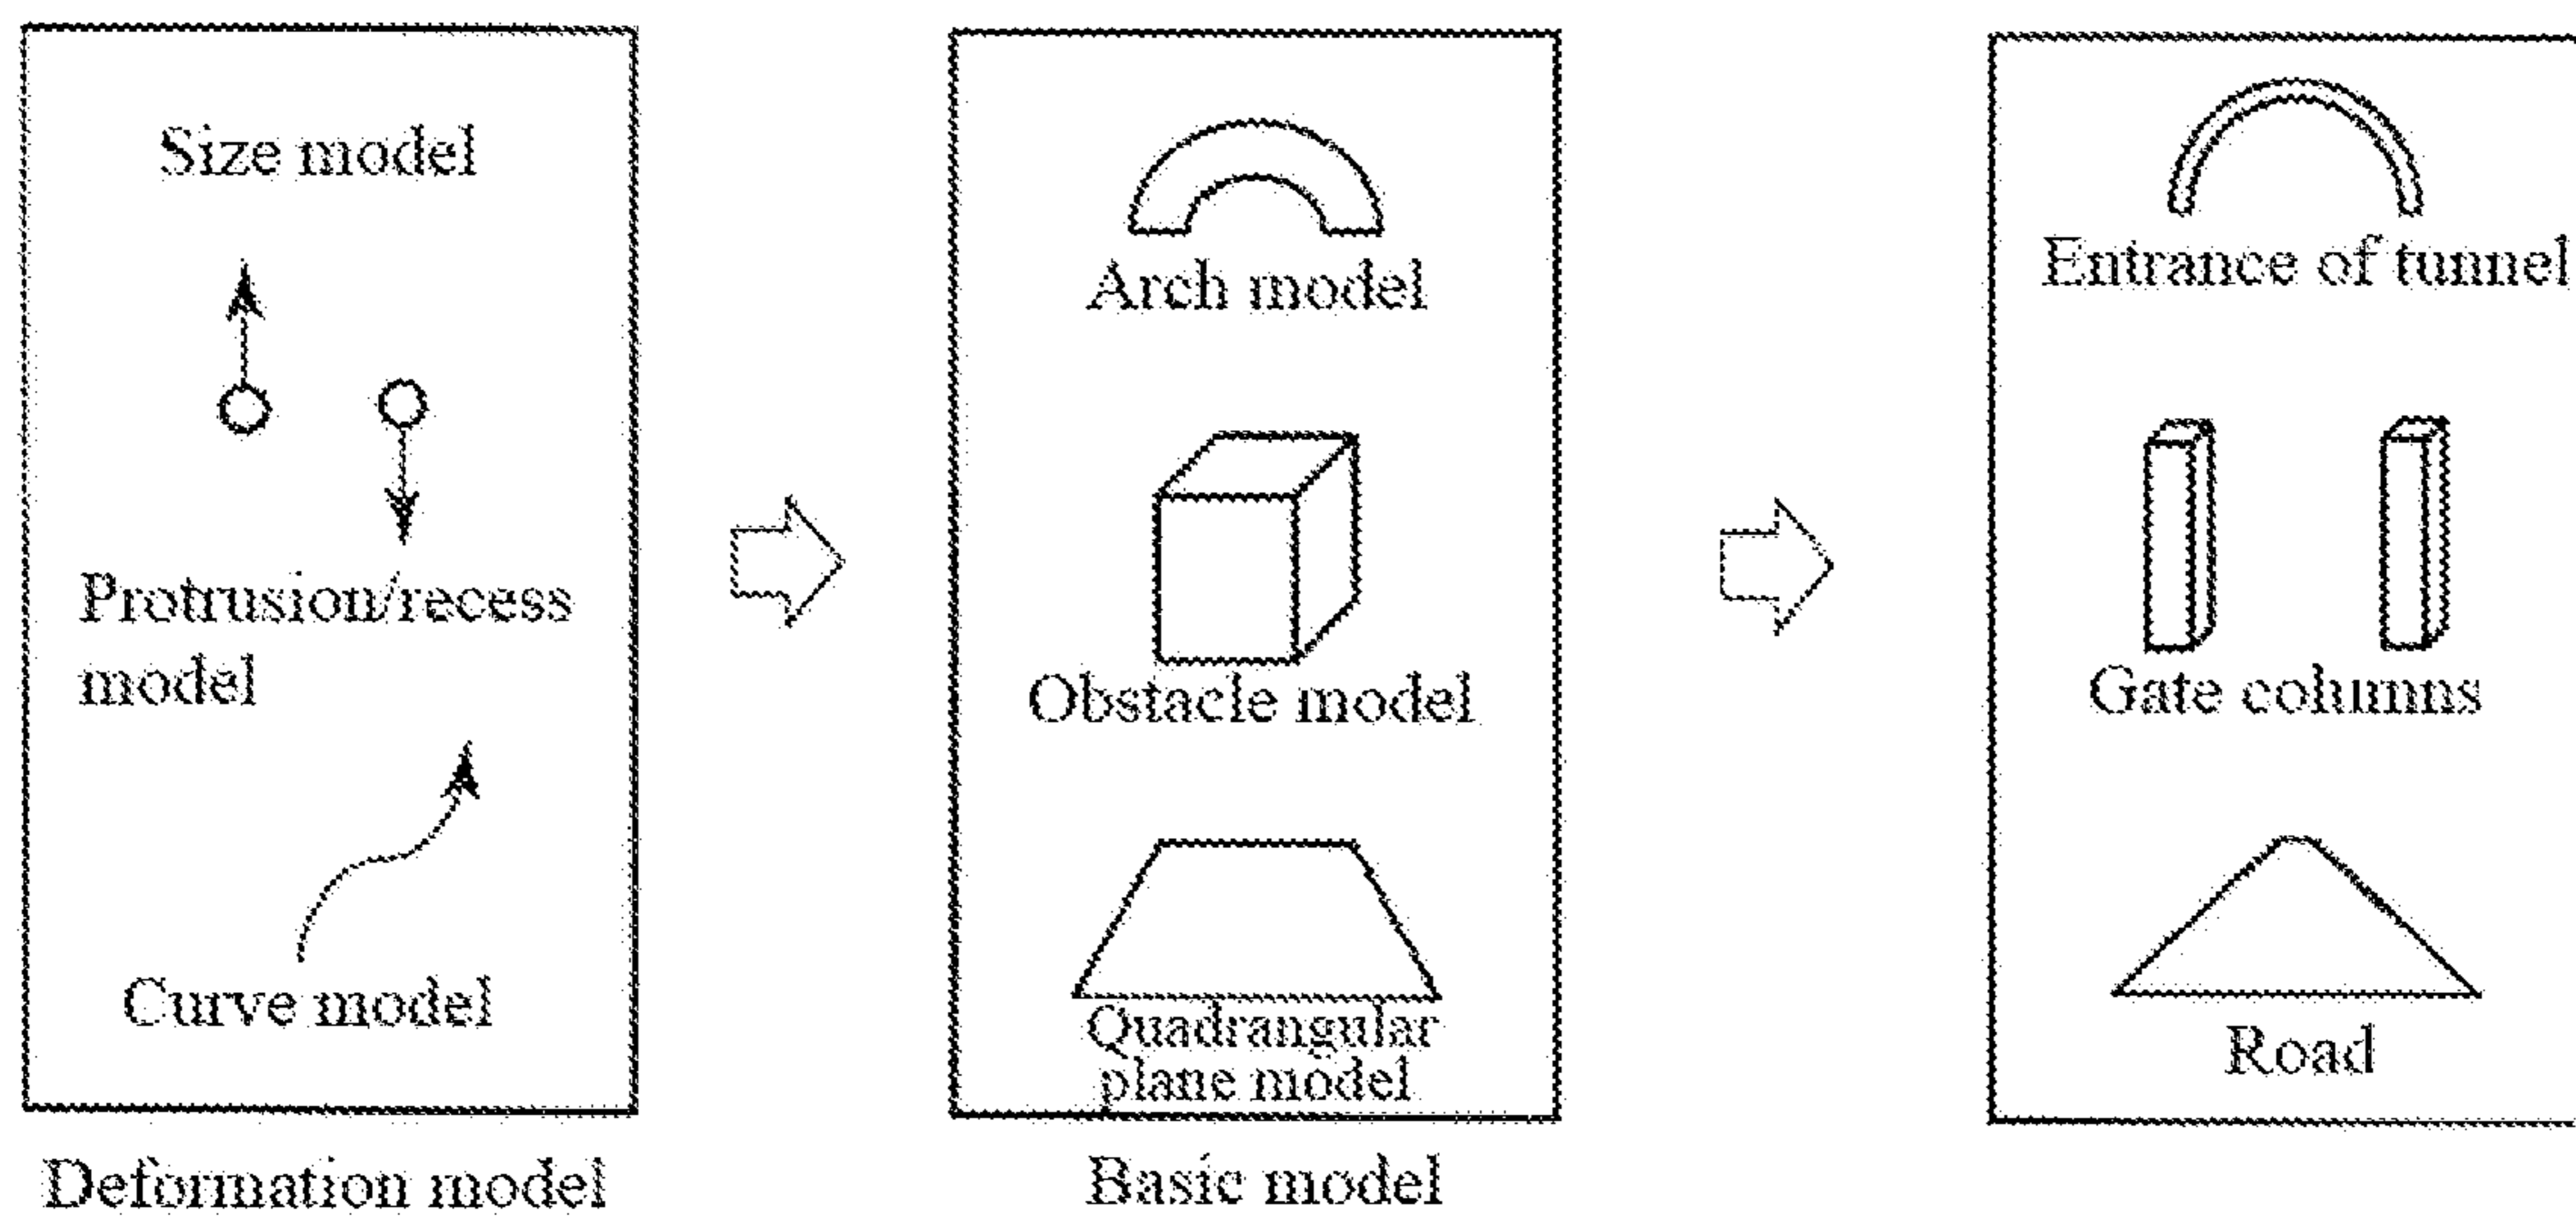 Size model
Protrusion/recess
model
Curve model
Deformation model
Arch model
Obstacle model
Quadrangular
plane model
Basic model
Entrance of tunnel
Gate columns
Road